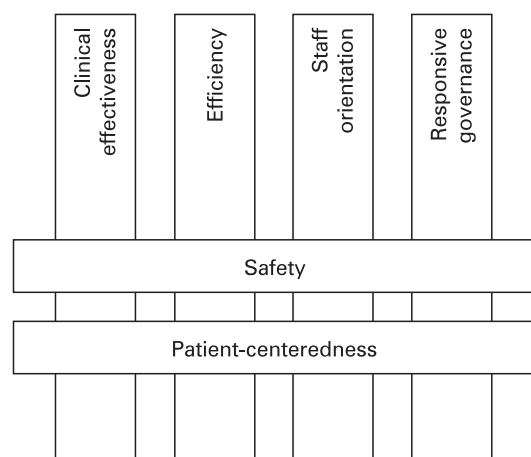 Clinical
effectiveness
Efficiency
Staff
orientation
Responsive
governance
Safety
Patient-centeredness